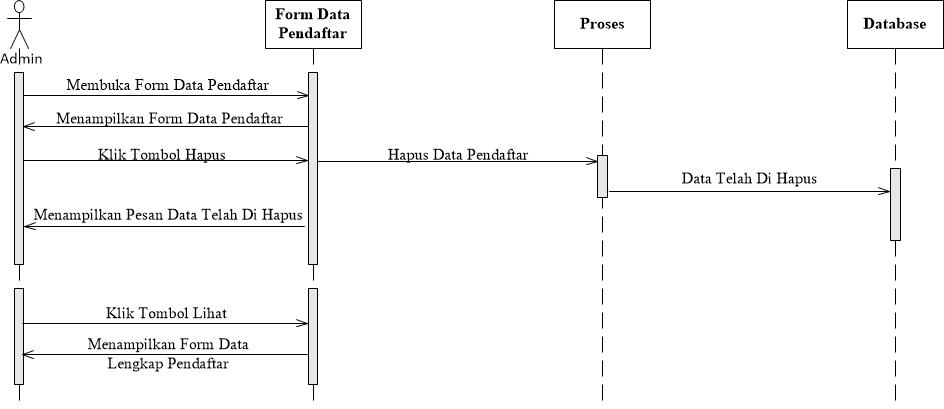 Admin
Form Data
Pendaftar
Proses
Database
Membuka Form Data Pendaftar
Menampilkan Form Data Pendaftar
Klik Tombol Hapus
Hapus Data Pendaftar
Data Telah Di Hapus
Menampilkan Pesan Data Telah Di Hapus
Klik Tombol Lihat
Menampilkan Form Data
Lengkap Pendaftar